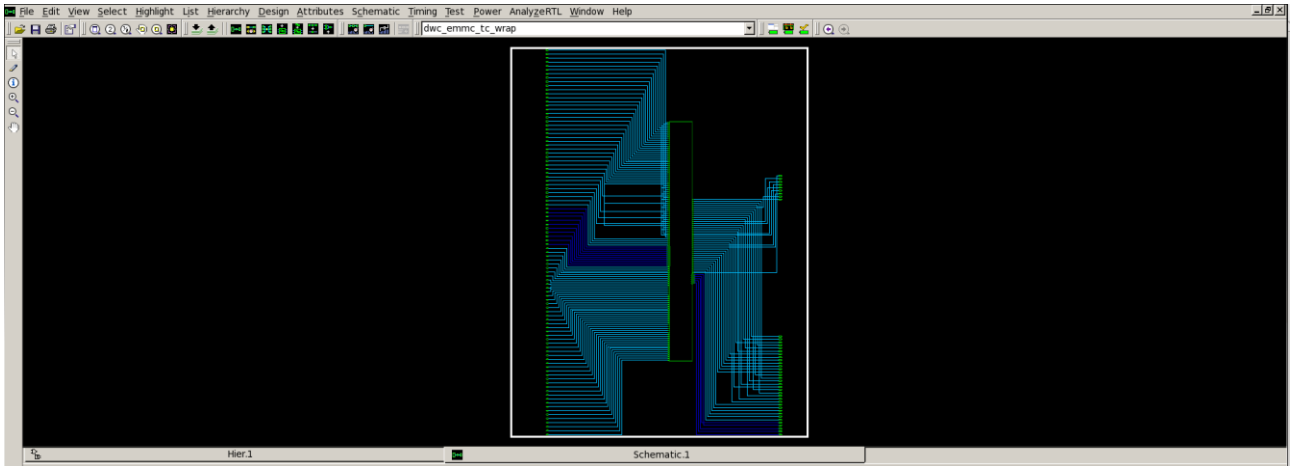 File Edit View Select Highlight List Hierarchy Design Attributes Schematic Timing Test Power AnalyzeRTL Window Help
dwc_emmc_tc_wrap
Hier.1 Schematic.1